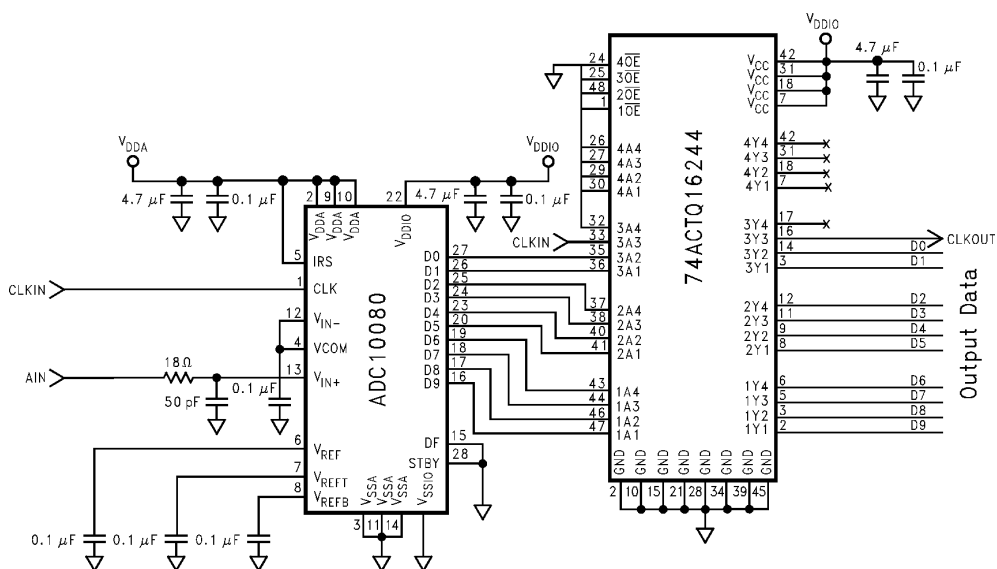 V_DDIO
24 4OE
25 3OE
48 2OE
1 1OE
V_CC 42
V_CC 31
V_CC 18
V_CC 7
4.7 μF
0.1 μF
26 4A4
27 4A3
29 4A2
30 4A1
4Y4 42
4Y3 31
4Y2 18
4Y1 7
74ACTQ16244
V_DDA
V_DDIO
4.7 μF
0.1 μF
2 9 10
22
4.7 μF
0.1 μF
V_DDA V_DDA V_DDA
V_DDIO
32 3A4
CLKIN 33 3A3
35 3A2
36 3A1
3Y4 17
3Y3 16 CLKOUT
3Y2 14 D0
3Y1 3 D1
5 IRS
CLKIN 1 CLK
12 V_IN-
4 VCOM
AIN 18Ω 13 V_IN+
50 pF
0.1 μF
ADC10080
D0 27
D1 26
D2 25
D3 24
D4 23
D5 20
D6 19
D7 18
D8 17
D9 16
37 2A4
38 2A3
40 2A2
41 2A1
2Y4 12 D2
2Y3 11 D3
2Y2 9 D4
2Y1 8 D5
Output Data
43 1A4
44 1A3
46 1A2
47 1A1
1Y4 6 D6
1Y3 5 D7
1Y2 3 D8
1Y1 2 D9
6 V_REF
7 V_REFT
8 V_REFB
DF 15
STBY 28
V_SSA V_SSA V_SSA V_SSIO
3 11 14
GND GND GND GND GND GND GND GND
2 10 15 21 28 34 39 45
0.1 μF
0.1 μF
0.1 μF